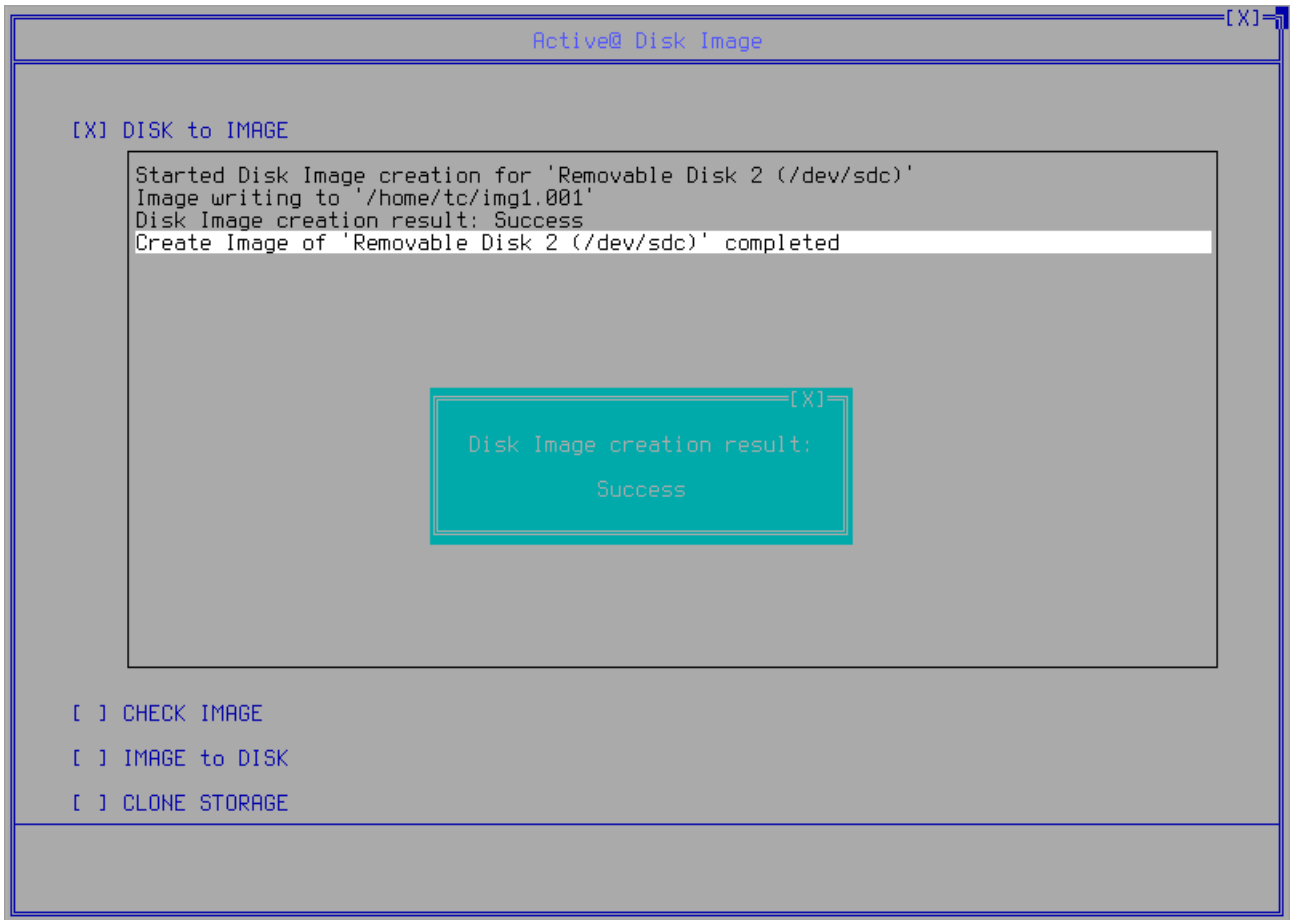 [X]
Active@ Disk Image
[X] DISK to IMAGE
Started Disk Image creation for 'Removable Disk 2 (/dev/sdc)'
Image writing to '/home/tc/img1.001'
Disk Image creation result: Success
Create Image of 'Removable Disk 2 (/dev/sdc)' completed
[X]
Disk Image creation result:
Success
[ ] CHECK IMAGE
[ ] IMAGE to DISK
[ ] CLONE STORAGE